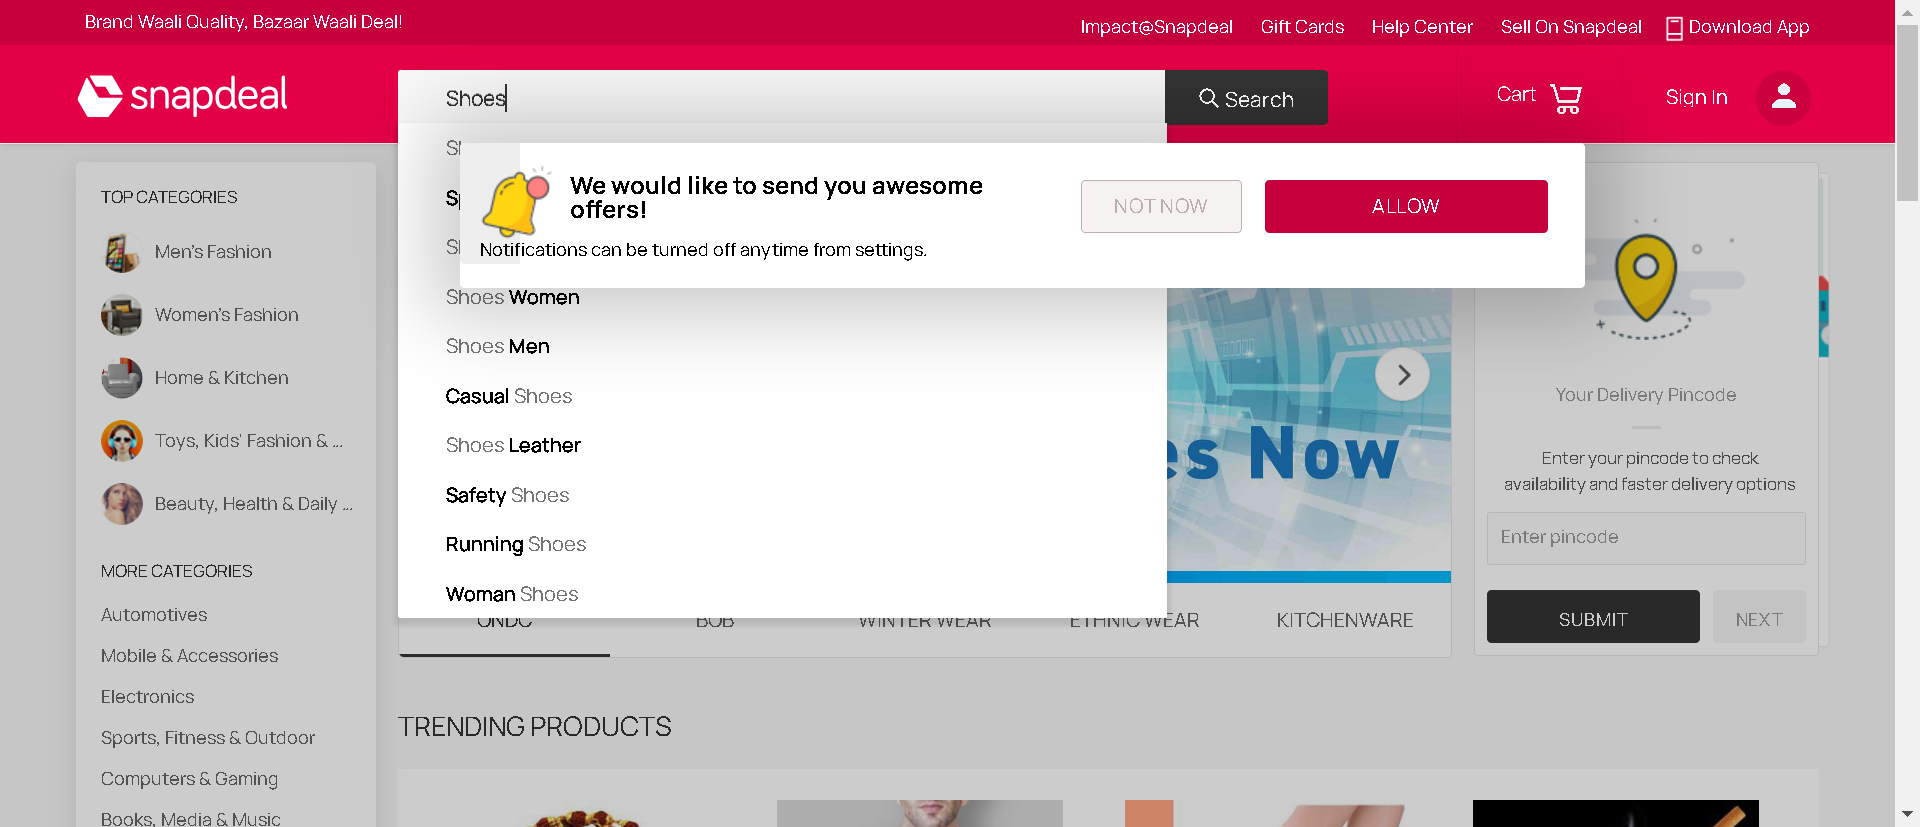 Brand Waali Quality, Bazaar Waali Deal!
Impact@Snapdeal
Gift Cards
Help Center
Sell On Snapdeal
Download App
snapdeal
Shoes
Search
Cart
Sign In
We would like to send you awesome
offers!
Notifications can be turned off anytime from settings.
NOT NOW
ALLOW
Shoes Women
Shoes Men
Casual Shoes
Shoes Leather
Safety Shoes
Running Shoes
Woman Shoes
TOP CATEGORIES
Men's Fashion
Women's Fashion
Home & Kitchen
Toys, Kids' Fashion & ...
Beauty, Health & Daily ...
MORE CATEGORIES
Automotives
Mobile & Accessories
Electronics
Sports, Fitness & Outdoor
Computers & Gaming
Books, Media & Music
Now
ONDC
BOB
WINTER WEAR
ETHNIC WEAR
KITCHENWARE
Your Delivery Pincode
Enter your pincode to check
availability and faster delivery options
Enter pincode
SUBMIT
NEXT
TRENDING PRODUCTS